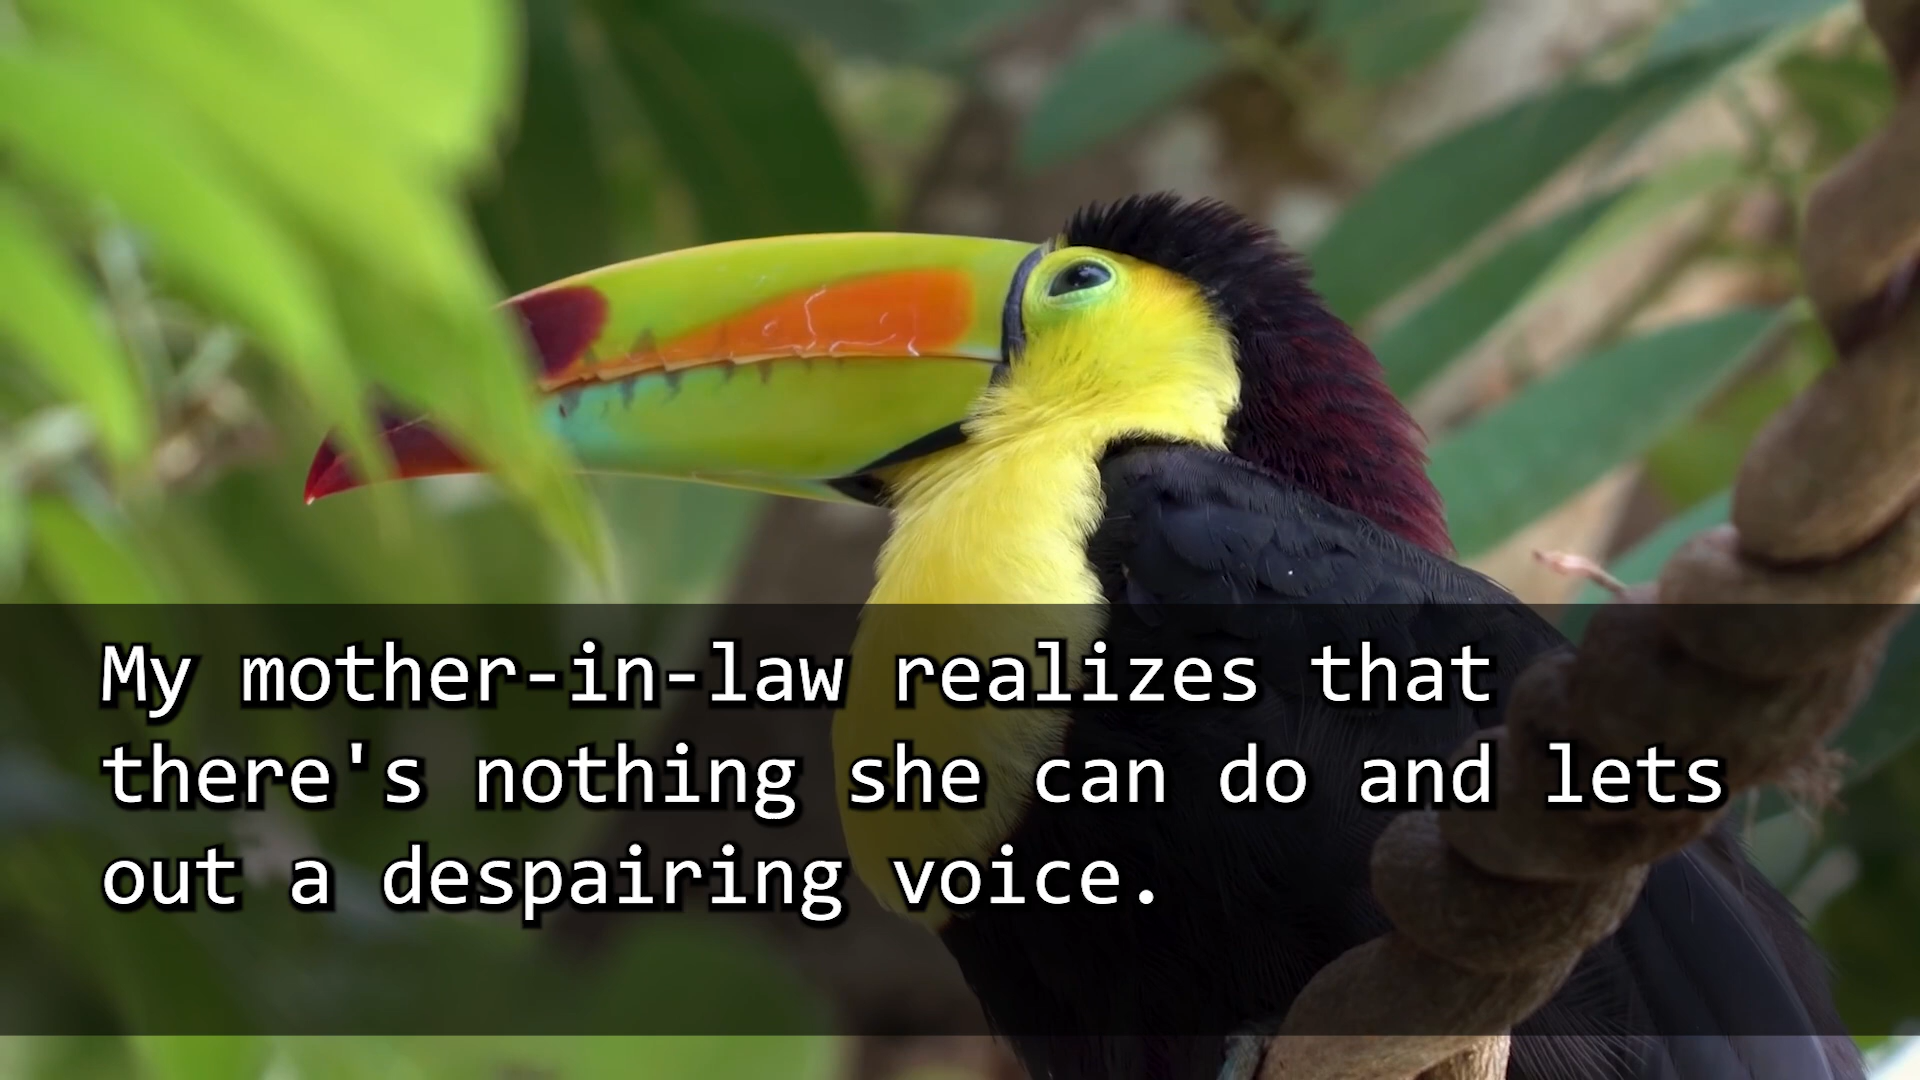 My mother-in-law realizes that
there's nothing she can do and lets
out a despairing voice.